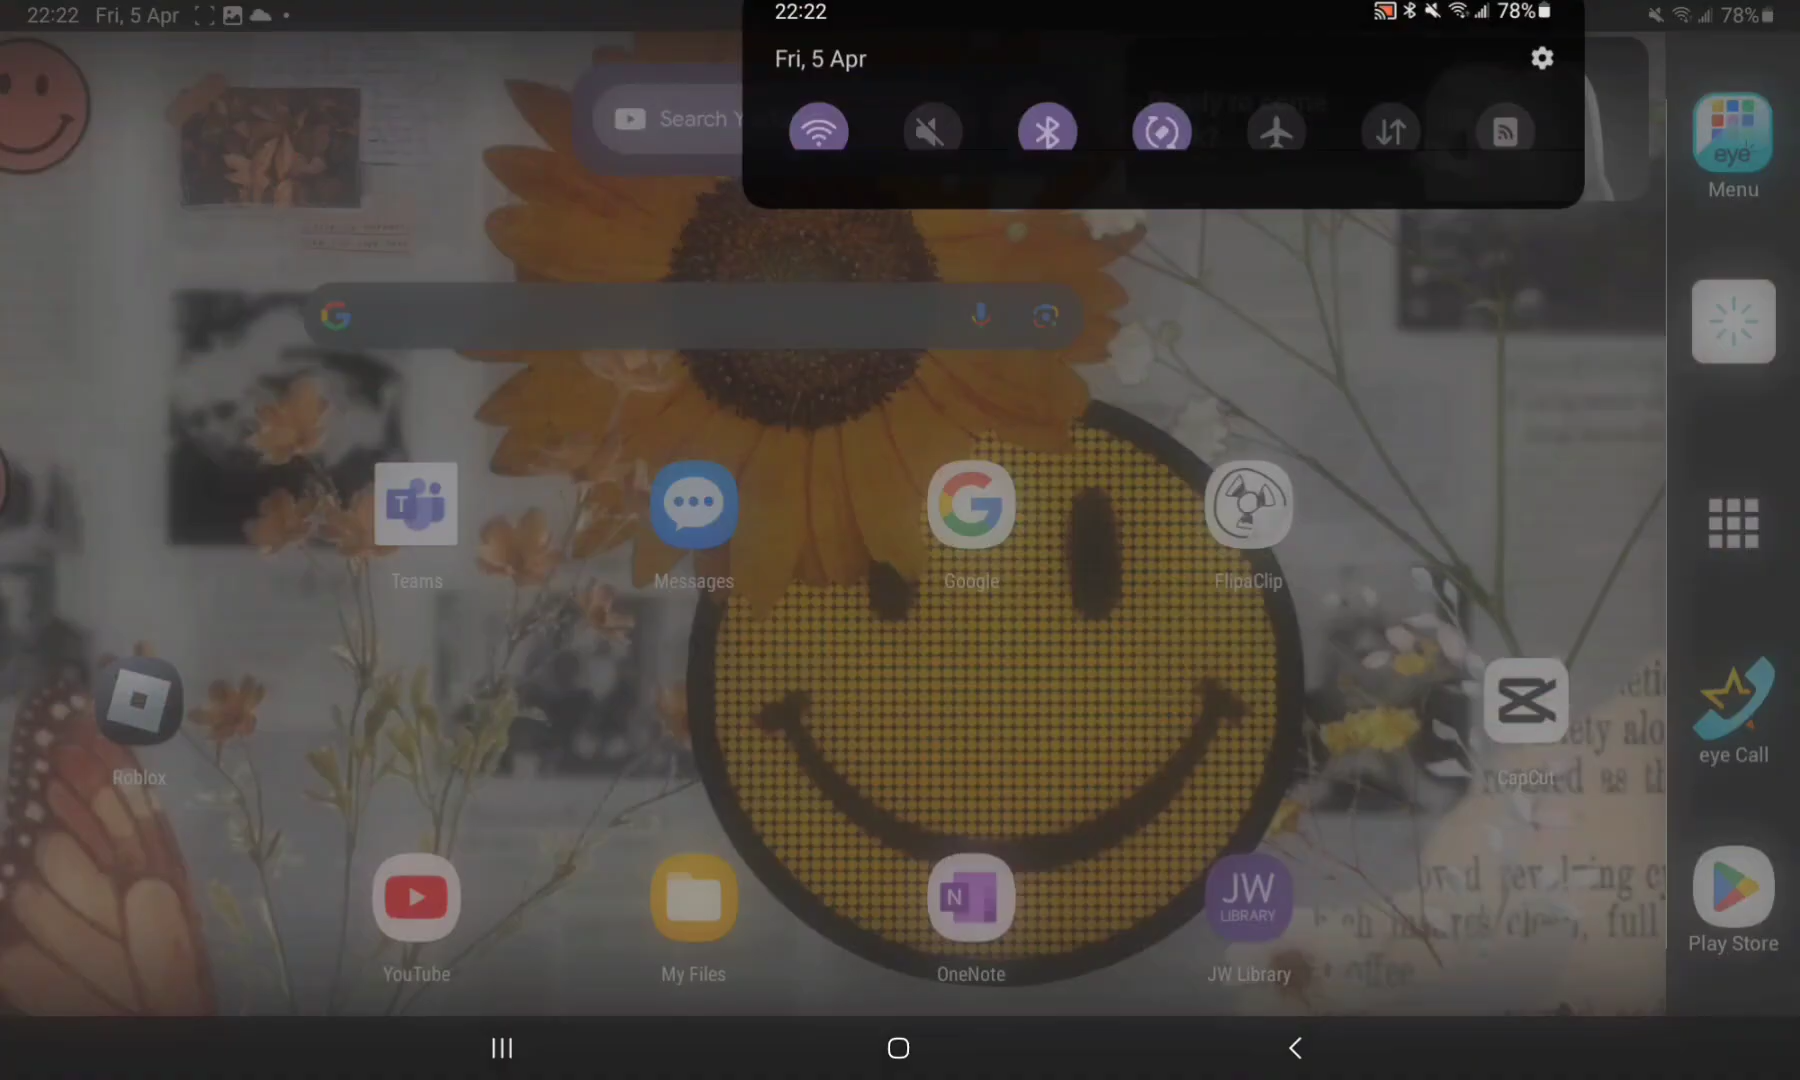 22:22 Fri, 5 Apr
78%
22:22
78%
Fri, 5 Apr
Search Y
eye
Menu
T
Teams
Messages
Google
FlipaClip
Roblox
CapCut
eye Call
YouTube
My Files
N
OneNote
JW
LIBRARY
JW Library
Play Store